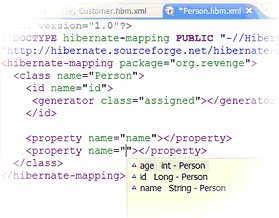 Customer.hbm.xml
*Person.hbm.xml
version="1.0"?>
<!DOCTYPE hibernate-mapping PUBLIC "-//Hiber
"http://hibernate.sourceforge.net/hibernate-
<hibernate-mapping package="org.revenge">
<class name="Person">
<id name="id">
<generator class="assigned"></generator>
</id>
<property name="name"></property>
<property name=""></property>
</class>
</hibernate-mapping>
age int - Person
id Long - Person
name String - Person